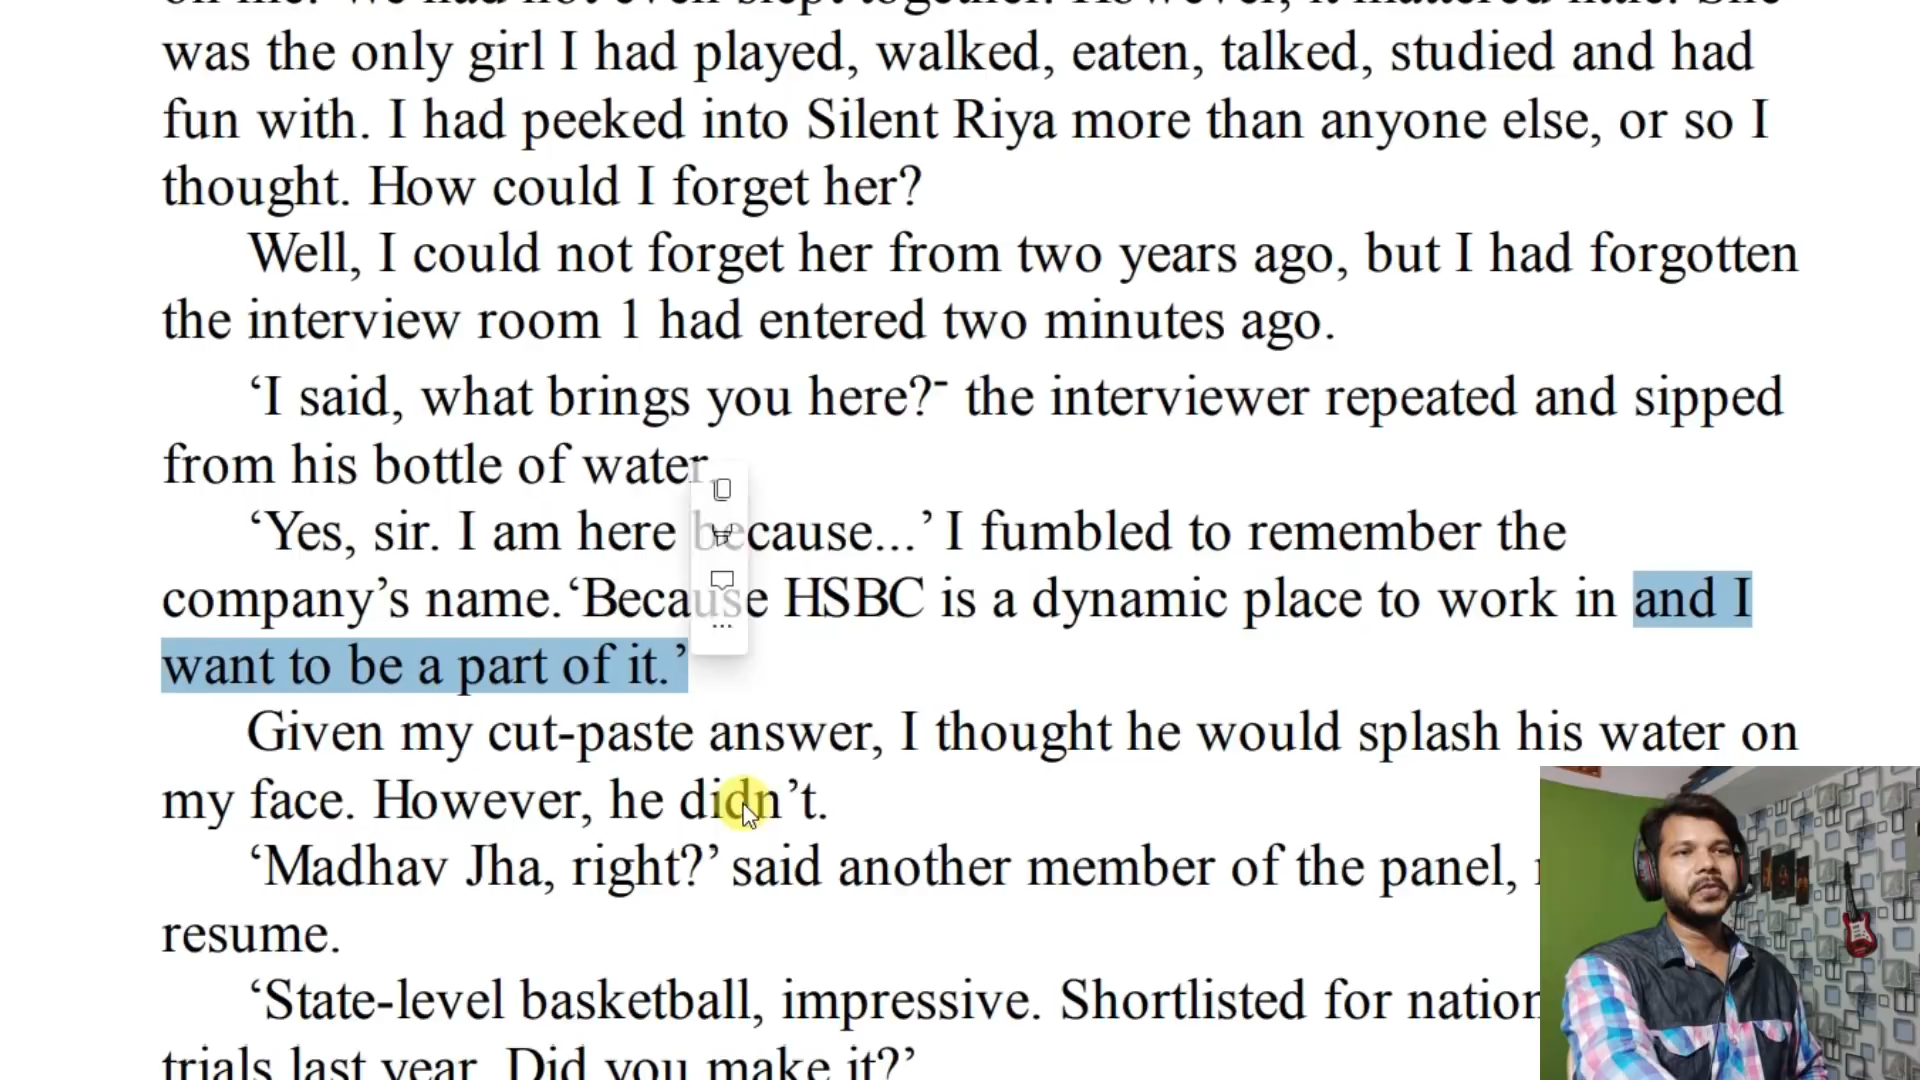 was the only girl I had played, walked, eaten, talked, studied and had
fun with. I had peeked into Silent Riya more than anyone else, or so I
thought. How could I forget her?
Well, I could not forget her from two years ago, but I had forgotten
the interview room 1 had entered two minutes ago.
‘I said, what brings you here?- the interviewer repeated and sipped
from his bottle of water.
‘Yes, sir. I am here because...’ I fumbled to remember the
company’s name. ‘Because HSBC is a dynamic place to work in and I
want to be a part of it.’
Given my cut-paste answer, I thought he would splash his water on
my face. However, he didn’t.
‘Madhav Jha, right?’ said another member of the panel,
resume.
‘State-level basketball, impressive. Shortlisted for nation
trials last year. Did you make it?’